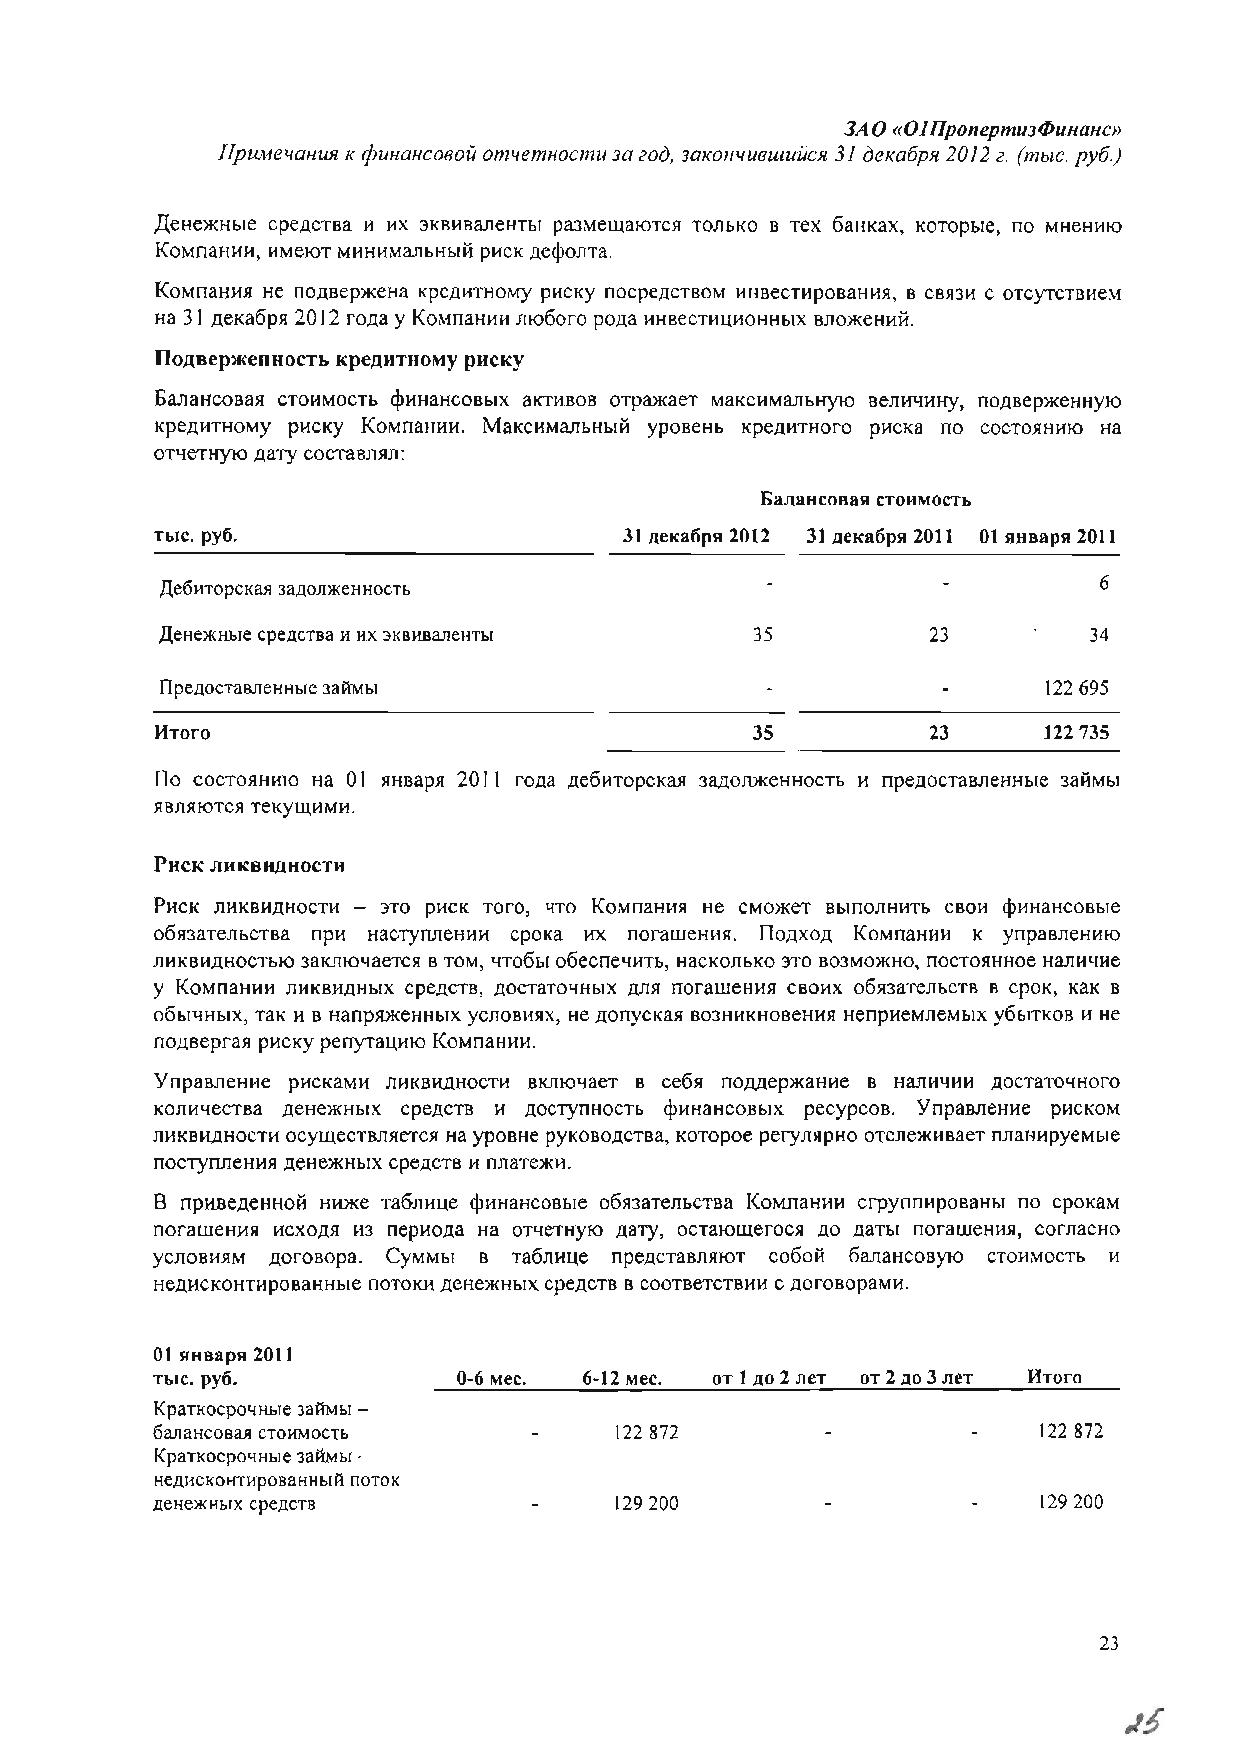 ЗАО «О1ПропертизФинанс»
Примечания к финансовой отчетности за год, закончившийся 31 декабря 2012 г. (тыс. руб.)
Денежные средства и их эквиваленты размещаются только в тех банках, которые, по мнению
Компании, имеют минимальный риск дефолта.
Компания не подвержена кредитному риску посредством инвестирования, в связи с отсутствием
на 31 декабря 2012 года у Компании любого рода инвестиционных вложений.
Подверженность кредитному риску
Балансовая стоимость финансовых активов отражает максимальную величину, подверженную
кредитному риску Компании. Максимальный уровень кредитного риска по состоянию на
отчетную дату составлял:
Балансовая стоимость
тыс. руб. 31 декабря 2012 31 декабря 2011 01 января 2011
Дебиторская задолженность - - 6
Денежные средства и их эквиваленты 35 23 34
Предоставленные займы - - 122 695
Итого 35 23 122 735
По состоянию на 01 января 2011 года дебиторская задолженность и предоставленные займы
являются текущими.
Риск ликвидности
Риск ликвидности – это риск того, что Компания не сможет выполнить свои финансовые
обязательства при наступлении срока их погашения. Подход Компании к управлению
ликвидностью заключается в том, чтобы обеспечить, насколько это возможно, постоянное наличие
у Компании ликвидных средств, достаточных для погашения своих обязательств в срок, как в
обычных, так и в напряженных условиях, не допуская возникновения неприемлемых убытков и не
подвергая риску репутацию Компании.
Управление рисками ликвидности включает в себя поддержание в наличии достаточного
количества денежных средств и доступность финансовых ресурсов. Управление риском
ликвидности осуществляется на уровне руководства, которое регулярно отслеживает планируемые
поступления денежных средств и платежи.
В приведенной ниже таблице финансовые обязательства Компании сгруппированы по срокам
погашения исходя из периода на отчетную дату, остающегося до даты погашения, согласно
условиям договора. Суммы в таблице представляют собой балансовую стоимость и
недисконтированные потоки денежных средств в соответствии с договорами.
01 января 2011
тыс. руб. 0-6 мес. 6-12 мес. от 1 до 2 лет от 2 до 3 лет Итого
Краткосрочные займы –
балансовая стоимость - 122 872 - - 122 872
Краткосрочные займы -
недисконтированный поток
денежных средств - 129 200 - - 129 200
23
25